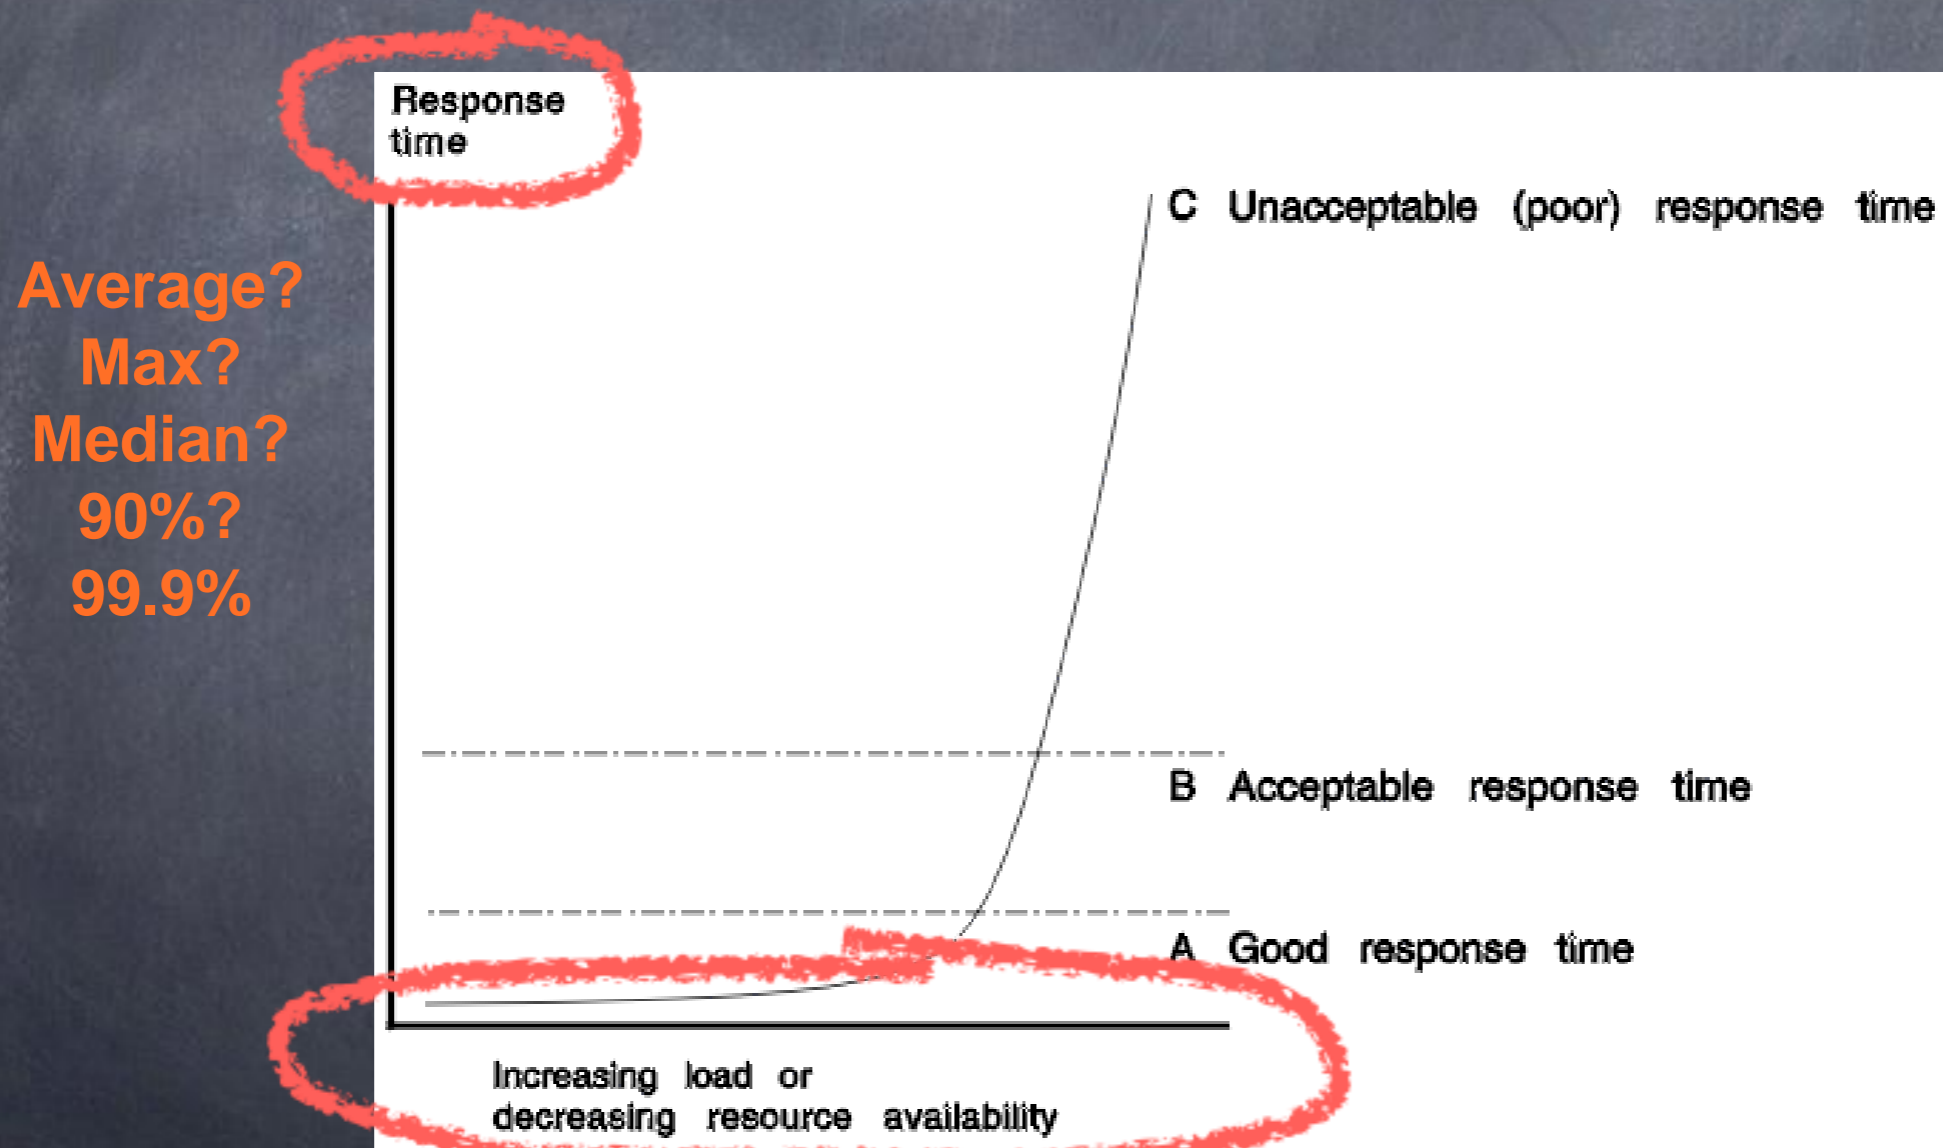 Response
time
Average?
Max?
Median?
90%?
99.9%
C Unacceptable (poor) response time
B Acceptable response time
A Good response time
Increasing load or
decreasing resource availability